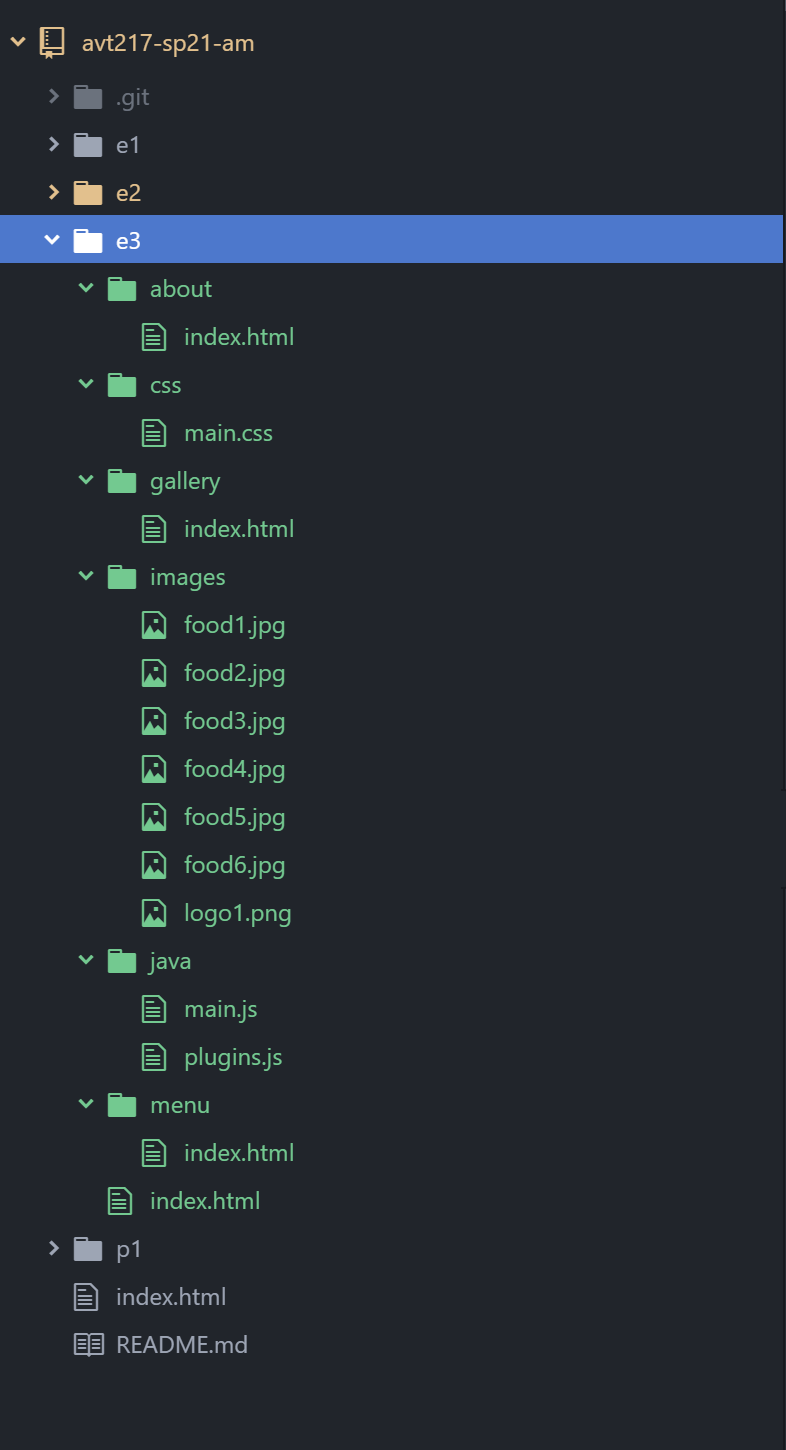 avt217-sp21-am
.git
e1
e2
e3
about
index.html
css
main.css
gallery
index.html
images
food1.jpg
food2.jpg
food3.jpg
food4.jpg
food5.jpg
food6.jpg
logo1.png
java
main.js
plugins.js
menu
index.html
index.html
p1
index.html
README.md